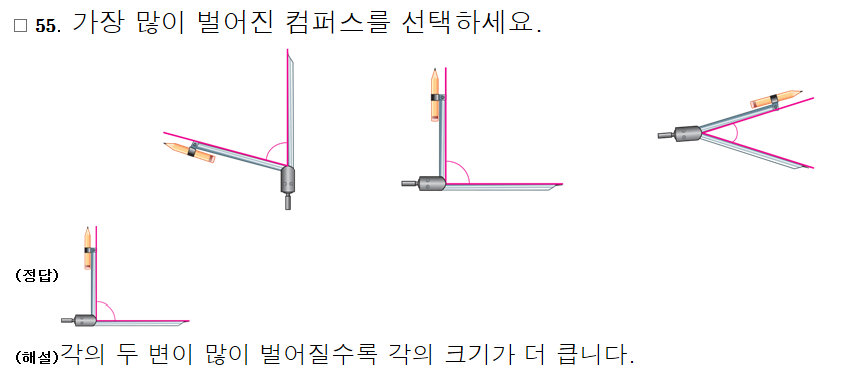 □ 55. 가장 많이 벌어진 컴퍼스를 선택하세요.
(정답)
(해설)각의 두 변이 많이 벌어질수록 각의 크기가 더 큽니다.